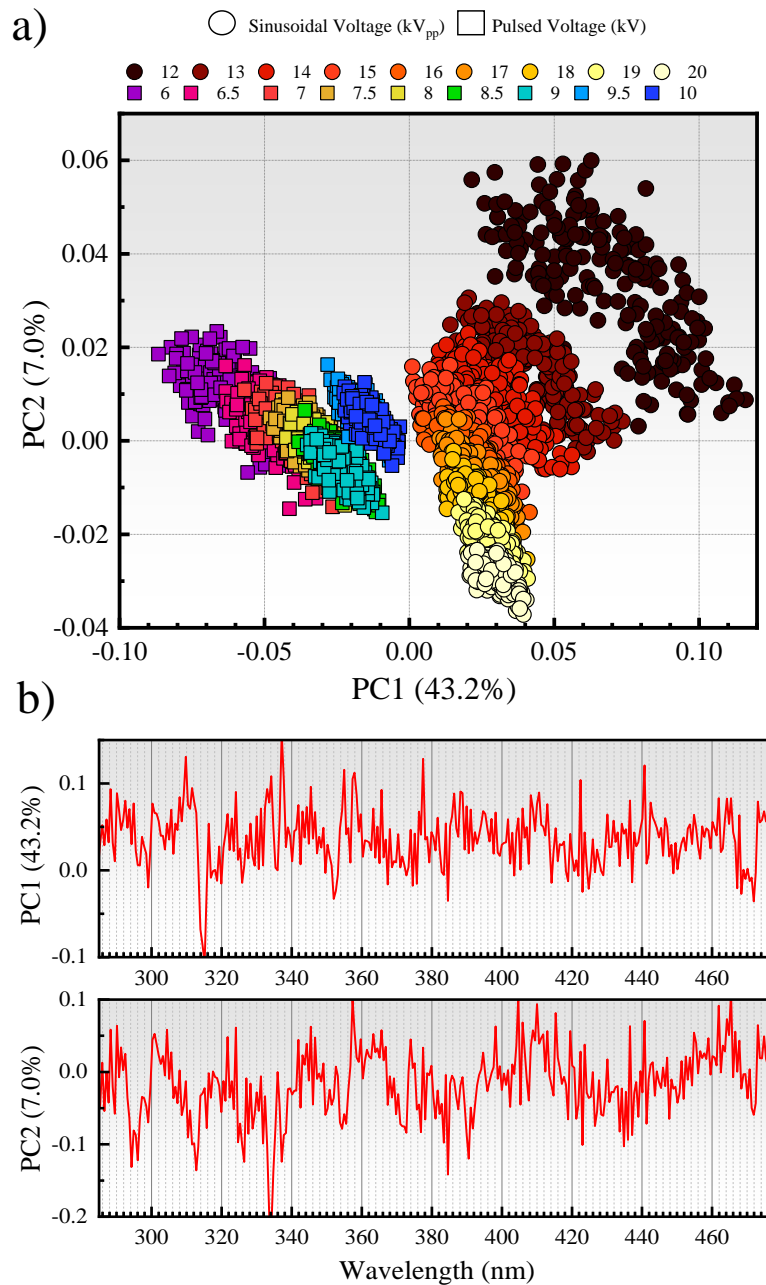 a)
Sinusoidal Voltage (kVpp) Pulsed Voltage (kV)
12 13 14 15 16 17 18 19 20
6 6.5 7 7.5 8 8.5 9 9.5 10
0.06
0.04
0.02
0.00
-0.02
-0.04
PC2 (7.0%)
-0.10 -0.05 0.00 0.05 0.10
PC1 (43.2%)
b)
0.1
0.0
-0.1
PC1 (43.2%)
300 320 340 360 380 400 420 440 460
0.1
0.0
-0.1
-0.2
PC2 (7.0%)
300 320 340 360 380 400 420 440 460
Wavelength (nm)